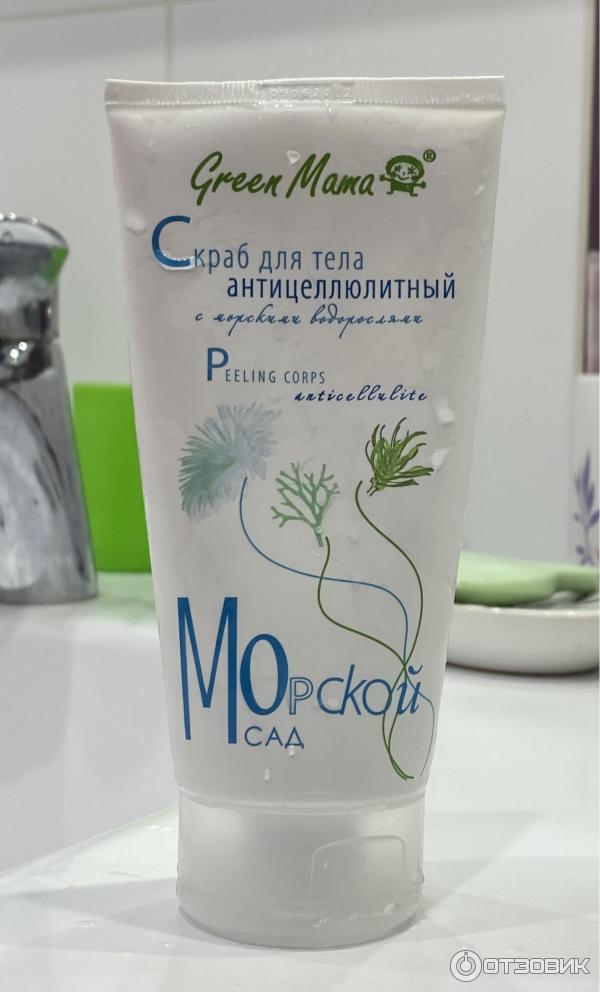 Green Mama®
Скраб для тела
антицеллюлитный
с морскими водорослями
PEELING CORPS
anticellulite
Морской
САД
ОТЗОВИК